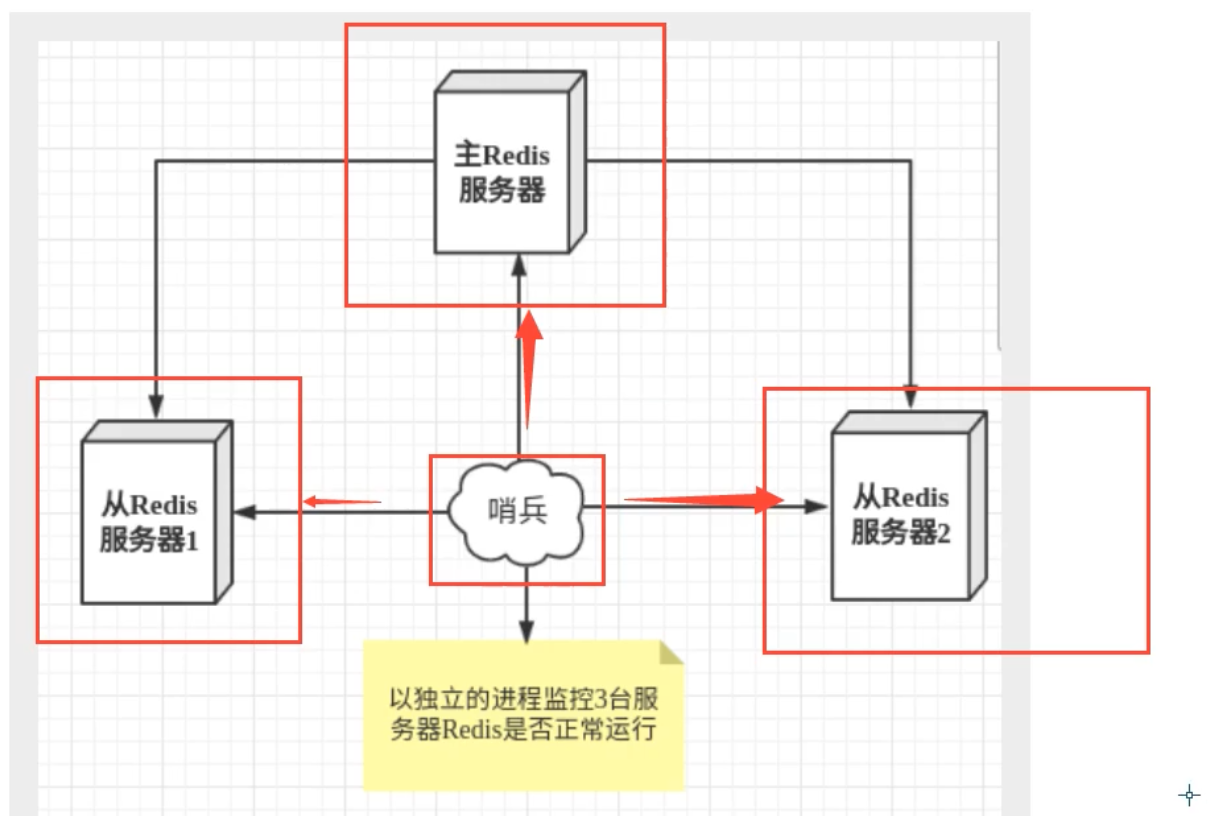 主Redis
服务器
从Redis
服务器1
哨兵
从Redis
服务器2
以独立的进程监控3台服
务器Redis是否正常运行